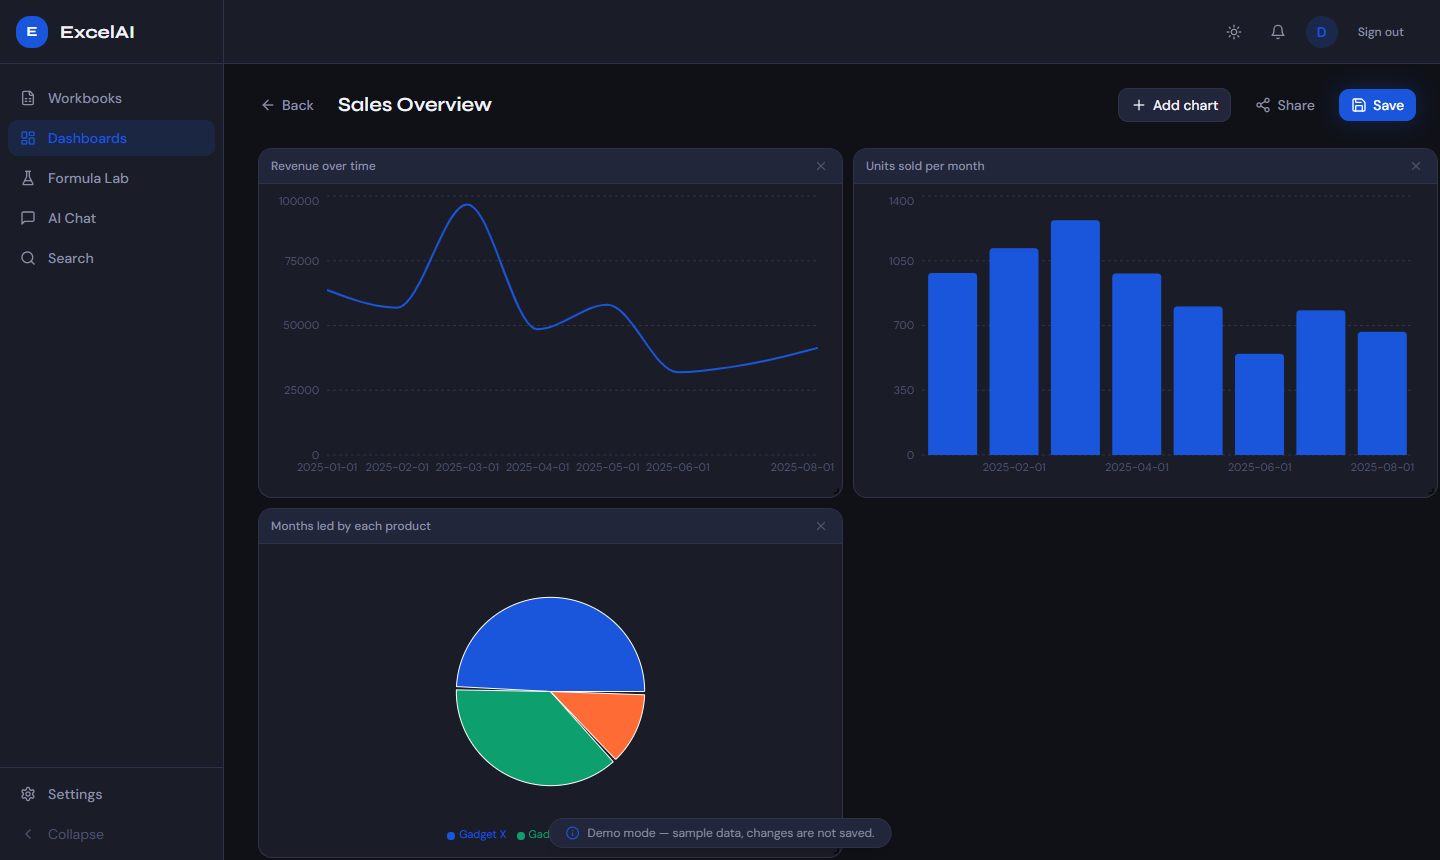 E ExcelAI
D Sign out
Workbooks
Dashboards
Formula Lab
AI Chat
Search
Settings
Collapse
Back Sales Overview
Add chart Share Save
Revenue over time
100000
75000
50000
25000
0
2025-01-01 2025-02-01 2025-03-01 2025-04-01 2025-05-01 2025-06-01 2025-08-01
Units sold per month
1400
1050
700
350
0
2025-02-01 2025-04-01 2025-06-01 2025-08-01
Months led by each product
Gadget X
Demo mode — sample data, changes are not saved.